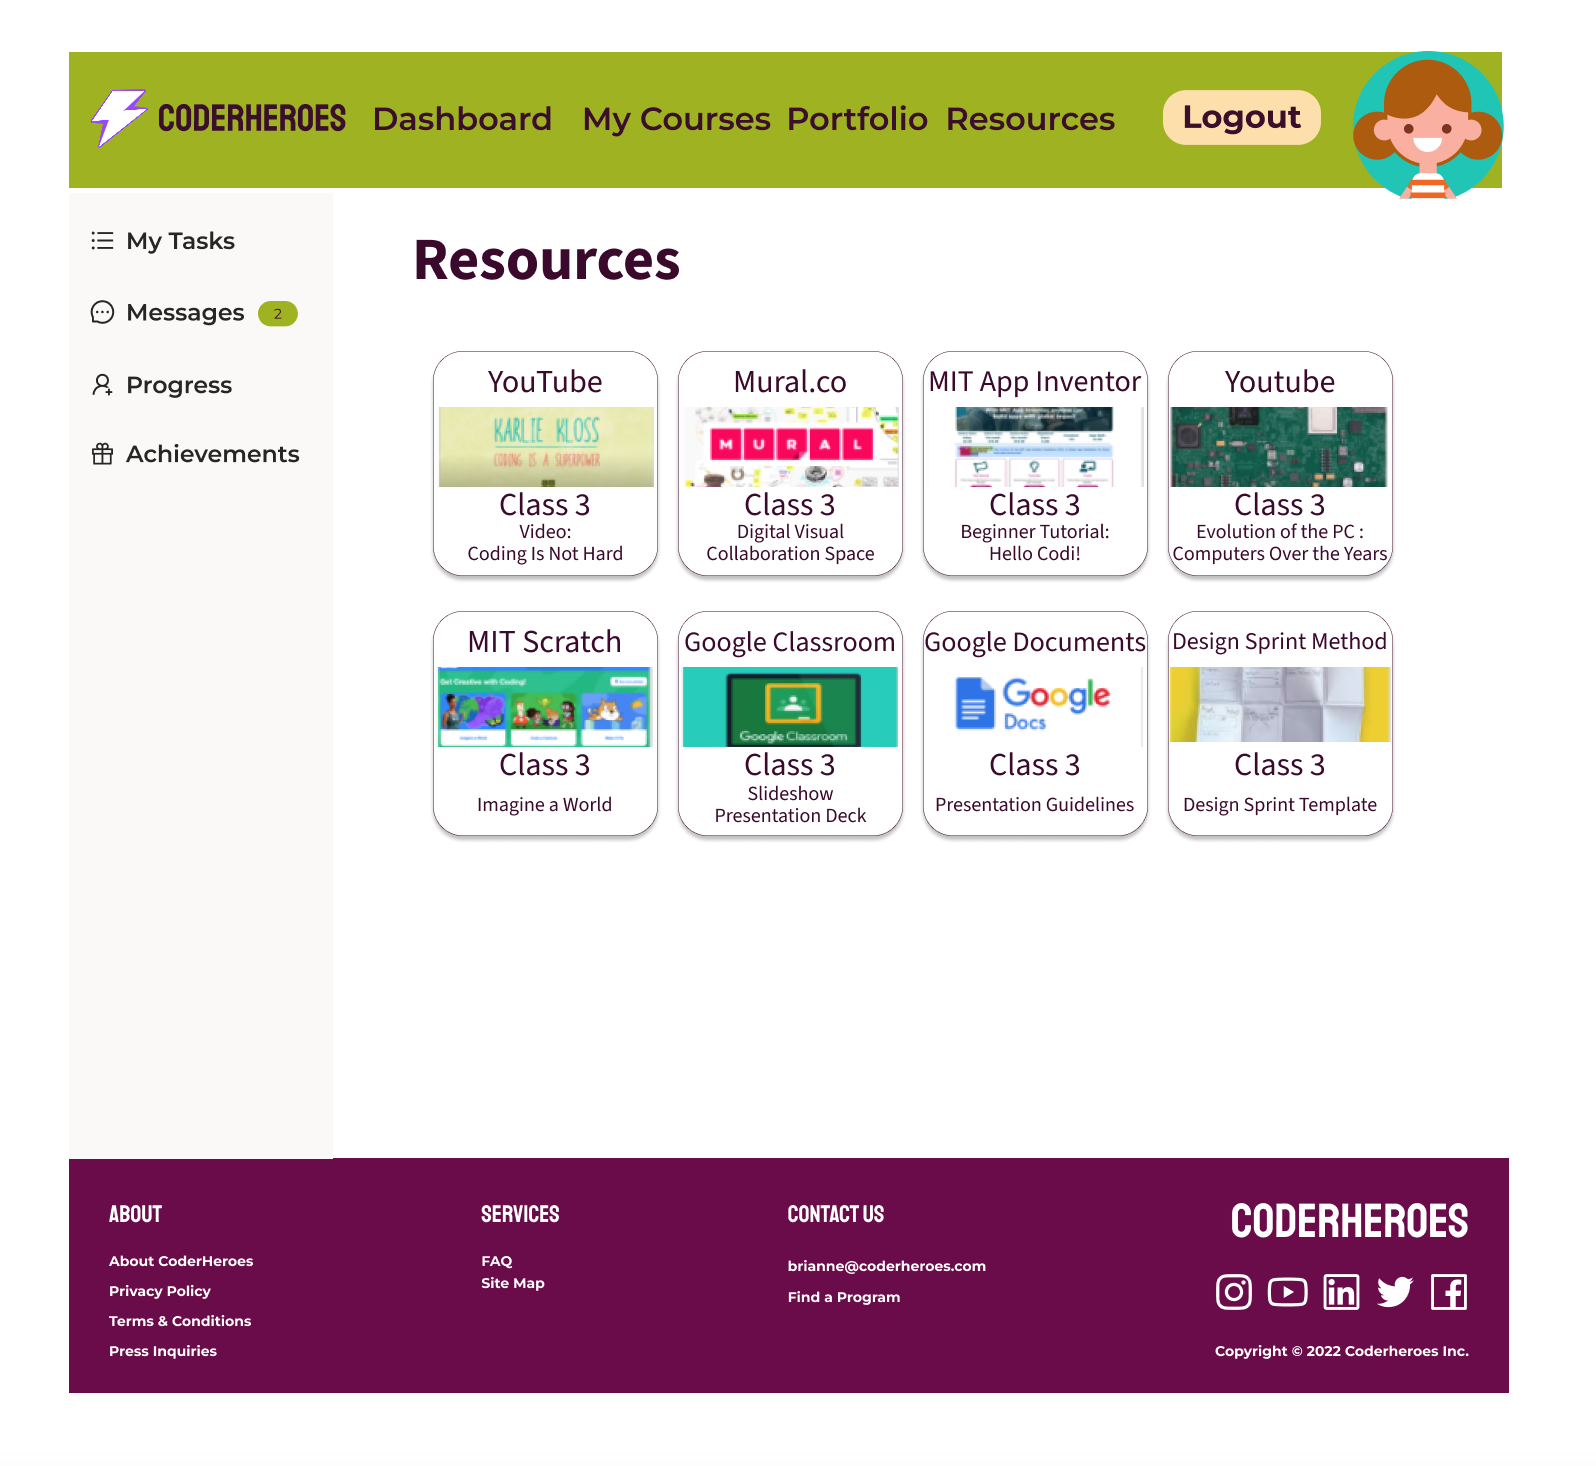 CODERHEROES
Dashboard
My Courses
Portfolio
Resources
Logout
My Tasks
Messages
2
Progress
Achievements
Resources
YouTube
KARLIE KLOSS
CODING IS A SUPERPOWER
Class 3
Video:
Coding Is Not Hard
Mural.co
MURAL
Class 3
Digital Visual
Collaboration Space
MIT App Inventor
Class 3
Beginner Tutorial:
Hello Codi!
Youtube
Class 3
Evolution of the PC :
Computers Over the Years
MIT Scratch
Get Creative with Coding!
Class 3
Imagine a World
Google Classroom
Google Classroom
Class 3
Slideshow
Presentation Deck
Google Documents
Google
Docs
Class 3
Presentation Guidelines
Design Sprint Method
Class 3
Design Sprint Template
ABOUT
About CoderHeroes
Privacy Policy
Terms & Conditions
Press Inquiries
SERVICES
FAQ
Site Map
CONTACT US
brianne@coderheroes.com
Find a Program
CODERHEROES
Copyright © 2022 Coderheroes Inc.